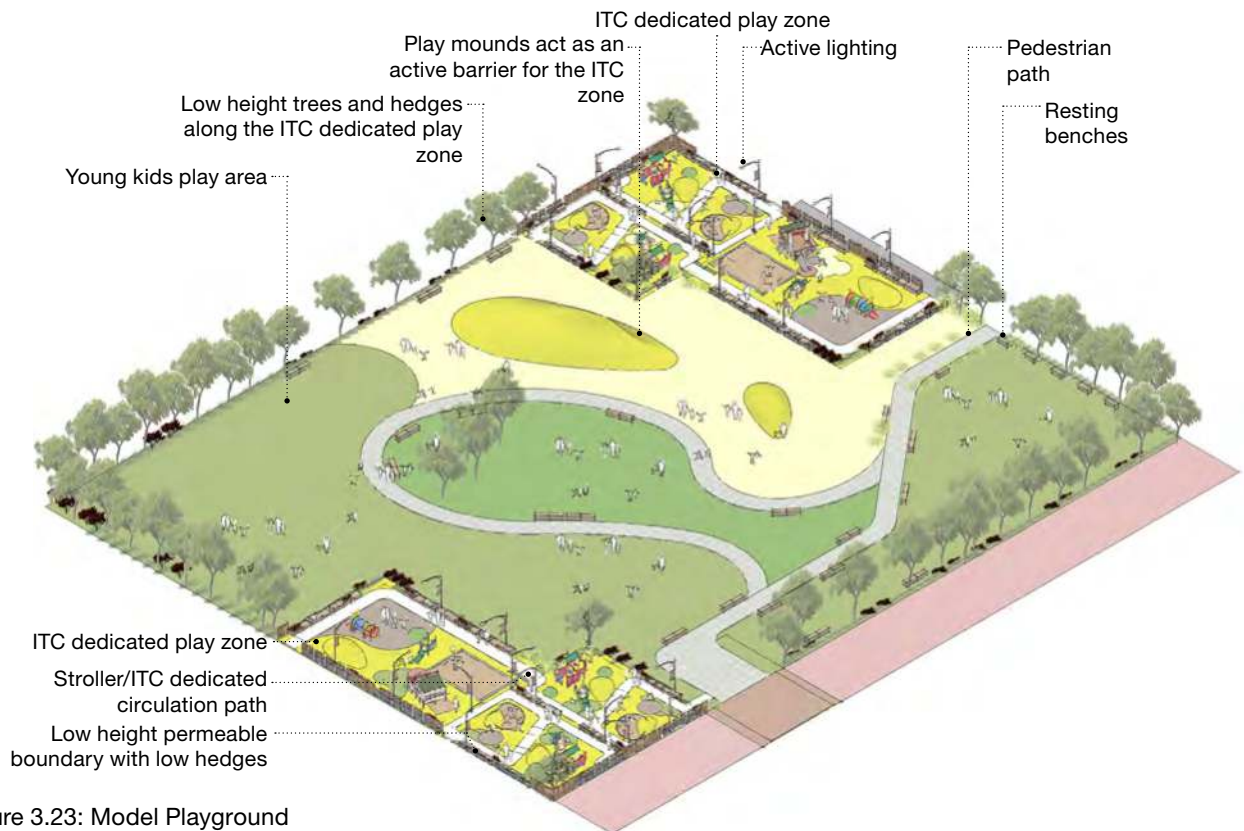 ITC dedicated play zone
Play mounds act as an
active barrier for the ITC
zone
Active lighting
Pedestrian
path
Low height trees and hedges
along the ITC dedicated play
zone
Resting
benches
Young kids play area
ITC dedicated play zone
Stroller/ITC dedicated
circulation path
Low height permeable
boundary with low hedges
ure 3.23: Model Playground